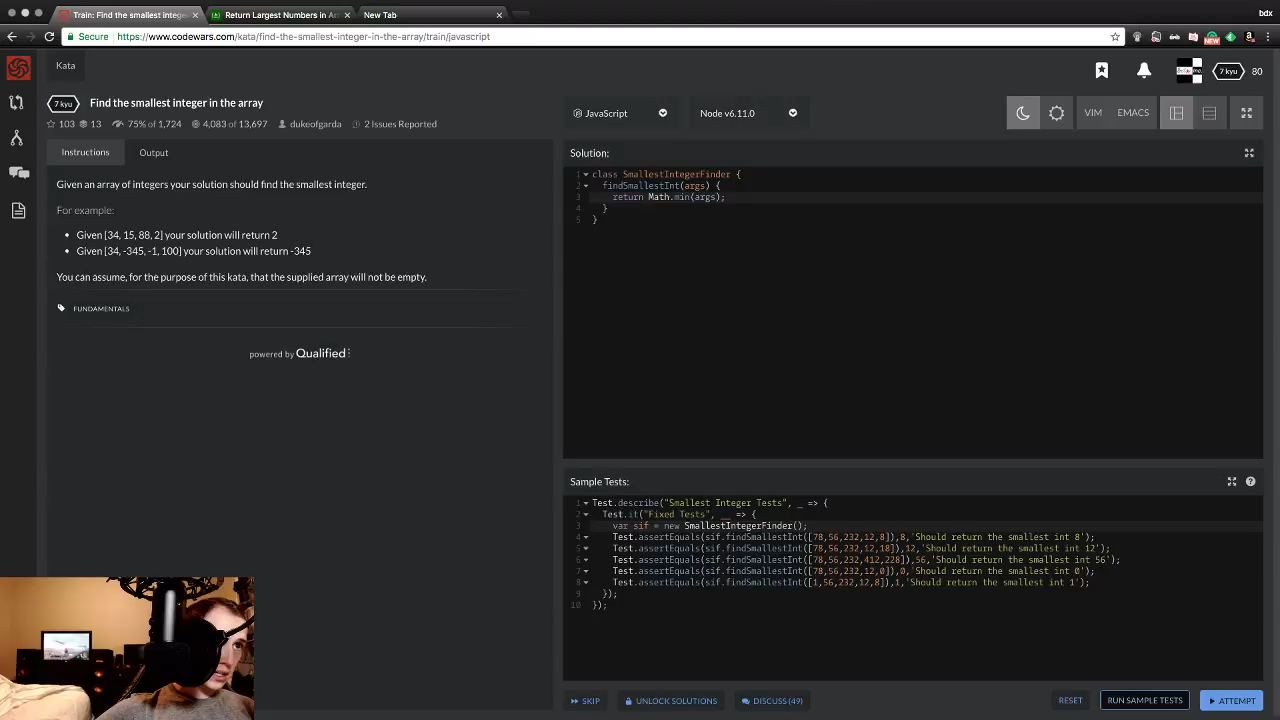 Train: Find the smallest intege
Return Largest Numbers in Ar
New Tab
bdx
Secure
https://www.codewars.com/kata/find-the-smallest-integer-in-the-array/train/javascript
NEW
Kata
7 kyu
80
7 kyu
Find the smallest integer in the array
103
13
75% of 1,724
4,083 of 13,697
dukeofgarda
2 Issues Reported
JavaScript
Node v6.11.0
VIM
EMACS
Instructions
Output
Given an array of integers your solution should find the smallest integer.
For example:
Given [34, 15, 88, 2] your solution will return 2
Given [34, -345, -1, 100] your solution will return -345
You can assume, for the purpose of this kata, that the supplied array will not be empty.
FUNDAMENTALS
powered by Qualified
Solution:
1 class SmallestIntegerFinder {
2 findSmallestInt(args) {
3 return Math.min(args);
4 }
5 }
Sample Tests:
1 Test.describe("Smallest Integer Tests", _ => {
2 Test.it("Fixed Tests", _ => {
3 var sif = new SmallestIntegerFinder();
4 Test.assertEquals(sif.findSmallestInt([78,56,232,12,8]),8,'Should return the smallest int 8');
5 Test.assertEquals(sif.findSmallestInt([78,56,232,12,18]),12,'Should return the smallest int 12');
6 Test.assertEquals(sif.findSmallestInt([78,56,232,412,228]),56,'Should return the smallest int 56');
7 Test.assertEquals(sif.findSmallestInt([78,56,232,12,0]),0,'Should return the smallest int 0');
8 Test.assertEquals(sif.findSmallestInt([1,56,232,12,8]),1,'Should return the smallest int 1');
9 });
10 });
SKIP
UNLOCK SOLUTIONS
DISCUSS (49)
RESET
RUN SAMPLE TESTS
ATTEMPT